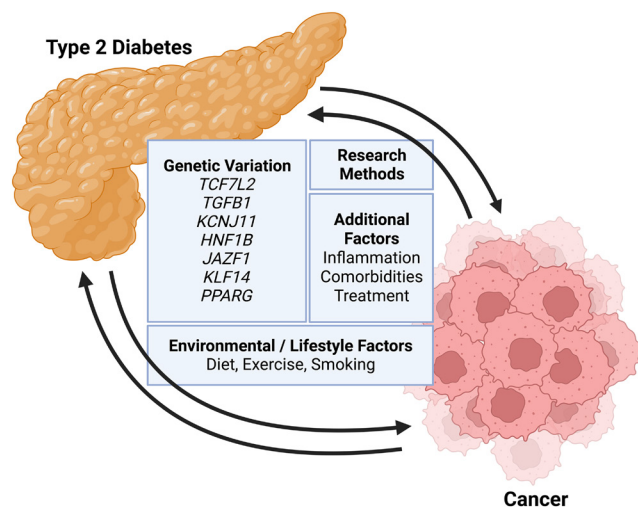 Type 2 Diabetes
Genetic Variation
TCF7L2
TGFB1
KCNJ11
HNF1B
JAZF1
KLF14
PPARG
Research
Methods
Additional
Factors
Inflammation
Comorbidities
Treatment
Environmental / Lifestyle Factors
Diet, Exercise, Smoking
Cancer